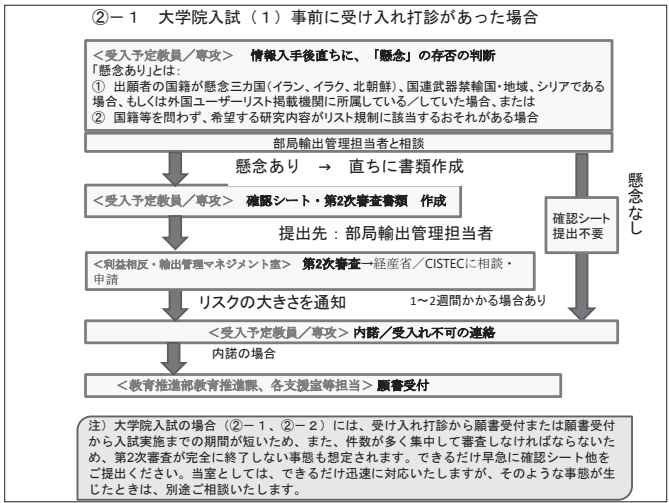 ②－１　大学院入試（１）事前に受け入れ打診があった場合
＜受入予定教員／専攻＞　情報入手後直ちに、「懸念」の存否の判断
「懸念あり」とは：
①　出願者の国籍が懸念三カ国（イラン、イラク、北朝鮮）、国連武器禁輸国・地域、シリアである
場合、もしくは外国ユーザーリスト掲載機関に所属している／していた場合、または
②　国籍等を問わず、希望する研究内容がリスト規制に該当するおそれがある場合
部局輸出管理担当者と相談
懸念あり　→　直ちに書類作成
懸念なし
＜受入予定教員／専攻＞　確認シート・第2次審査書類　作成
確認シート
提出不要
提出先：部局輸出管理担当者
＜利益相反・輸出管理マネジメント室＞　第2次審査→経産省／CISTECに相談・
申請
リスクの大きさを通知
1～2週間かかる場合あり
＜受入予定教員／専攻＞内諾／受入れ不可の連絡
内諾の場合
＜教育推進部教育推進課、各支援室等担当＞願書受付
注）大学院入試の場合（②－１、②－２）には、受け入れ打診から願書受付または願書受付
から入試実施までの期間が短いため、また、件数が多く集中して審査しなければならないた
め、第2次審査が完全に終了しない事態も想定されます。できるだけ早急に確認シート他を
ご提出ください。当室としては、できるだけ迅速に対応いたしますが、そのような事態が生
じたときは、別途ご相談いたします。